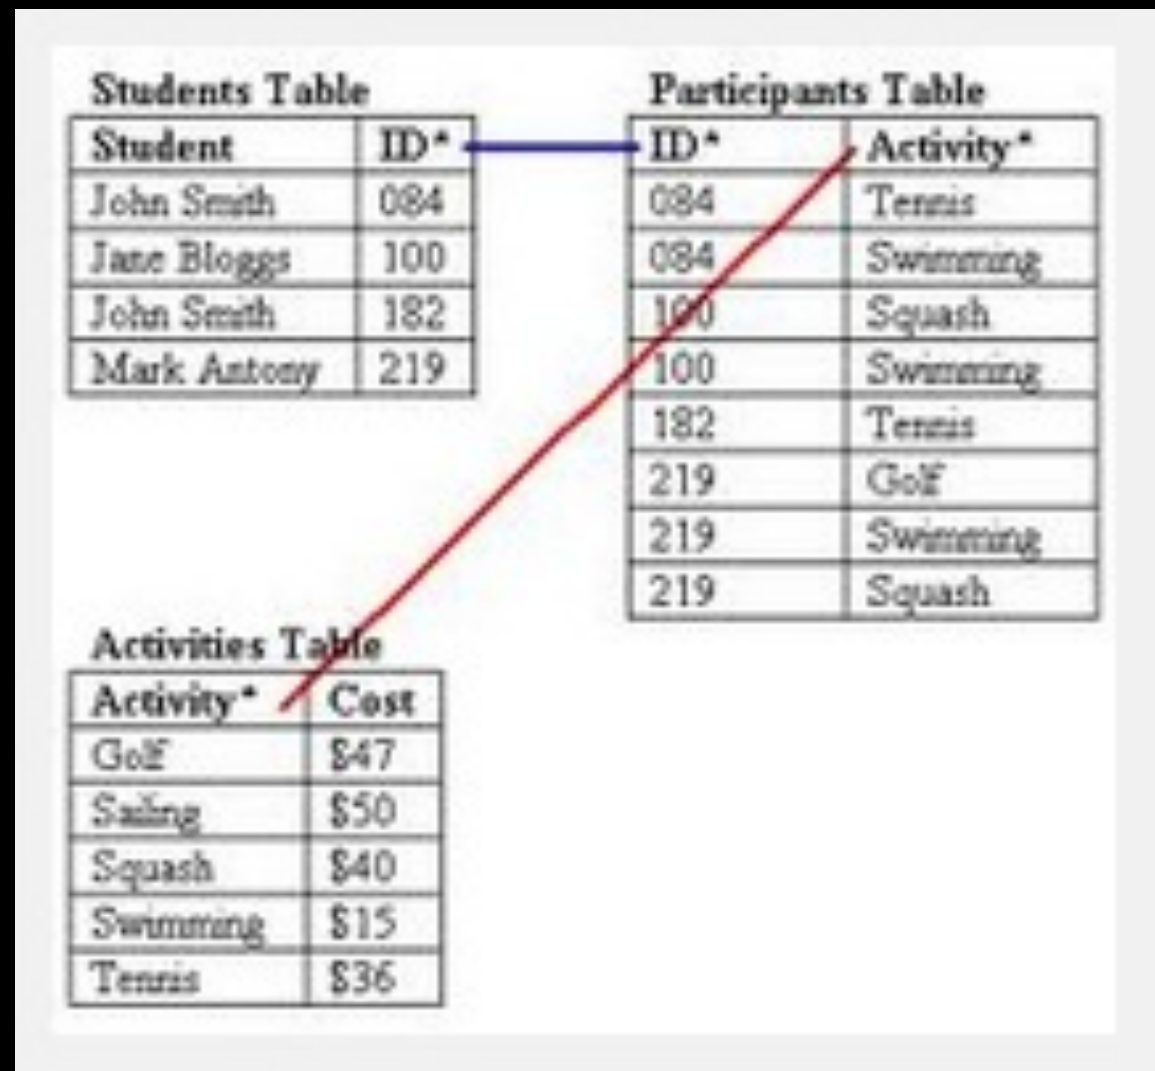 Students Table
Student ID*
John Smith 084
Jane Bloggs 100
John Smith 182
Mark Antony 219
Participants Table
ID* Activity*
084 Tennis
084 Swimming
100 Squash
100 Swimming
182 Tennis
219 Golf
219 Swimming
219 Squash
Activities Table
Activity* Cost
Golf $47
Sailing $50
Squash $40
Swimming $15
Tennis $36